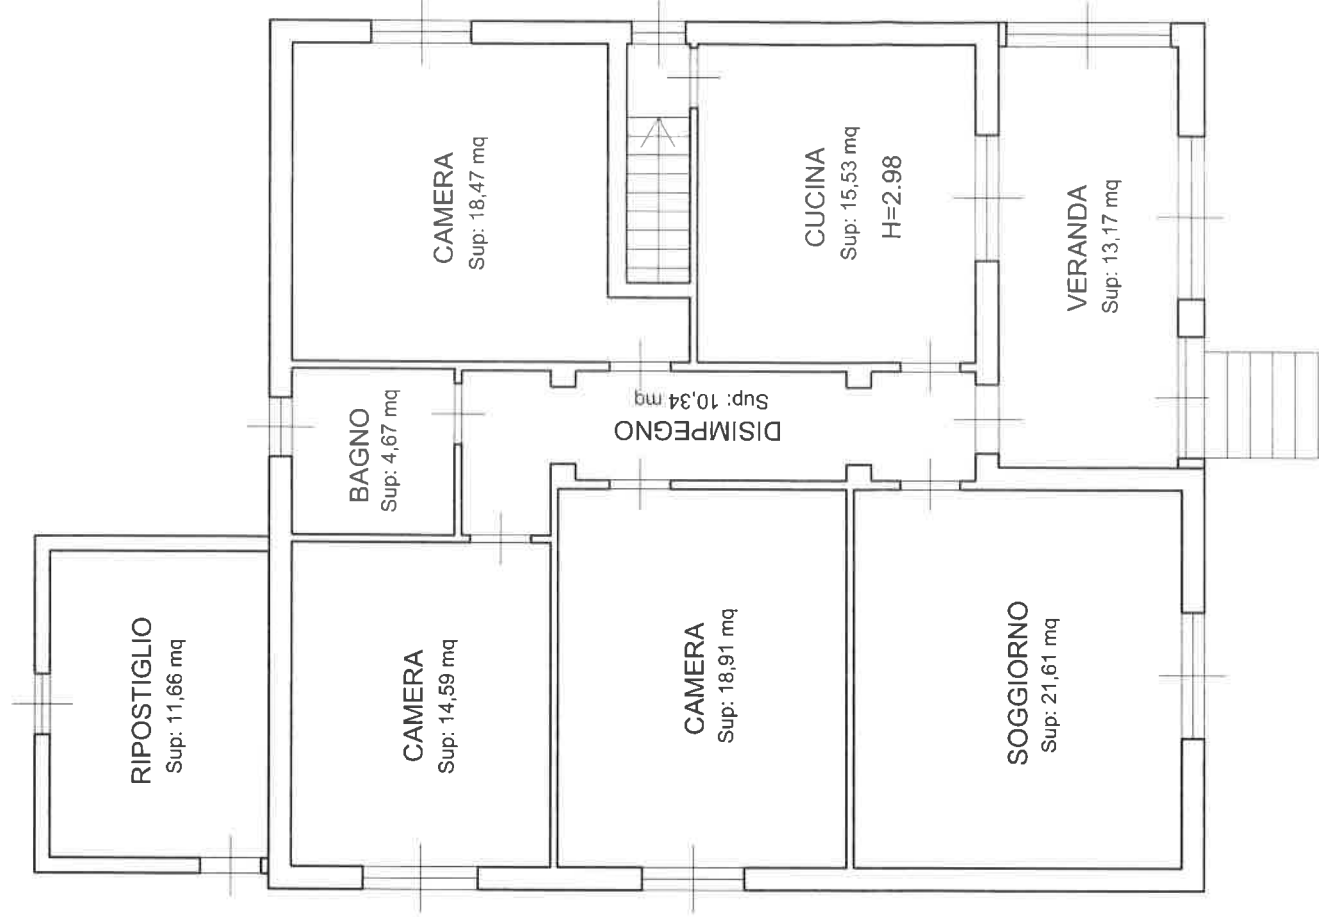 RIPOSTIGLIO
Sup: 11,66 mq
BAGNO
Sup: 4,67 mq
CAMERA
Sup: 14,59 mq
CAMERA
Sup: 18,47 mq
DISIMPEGNO
Sup: 10,34 mq
CAMERA
Sup: 18,91 mq
CUCINA
Sup: 15,53 mq
H=2.98
SOGGIORNO
Sup: 21,61 mq
VERANDA
Sup: 13,17 mq